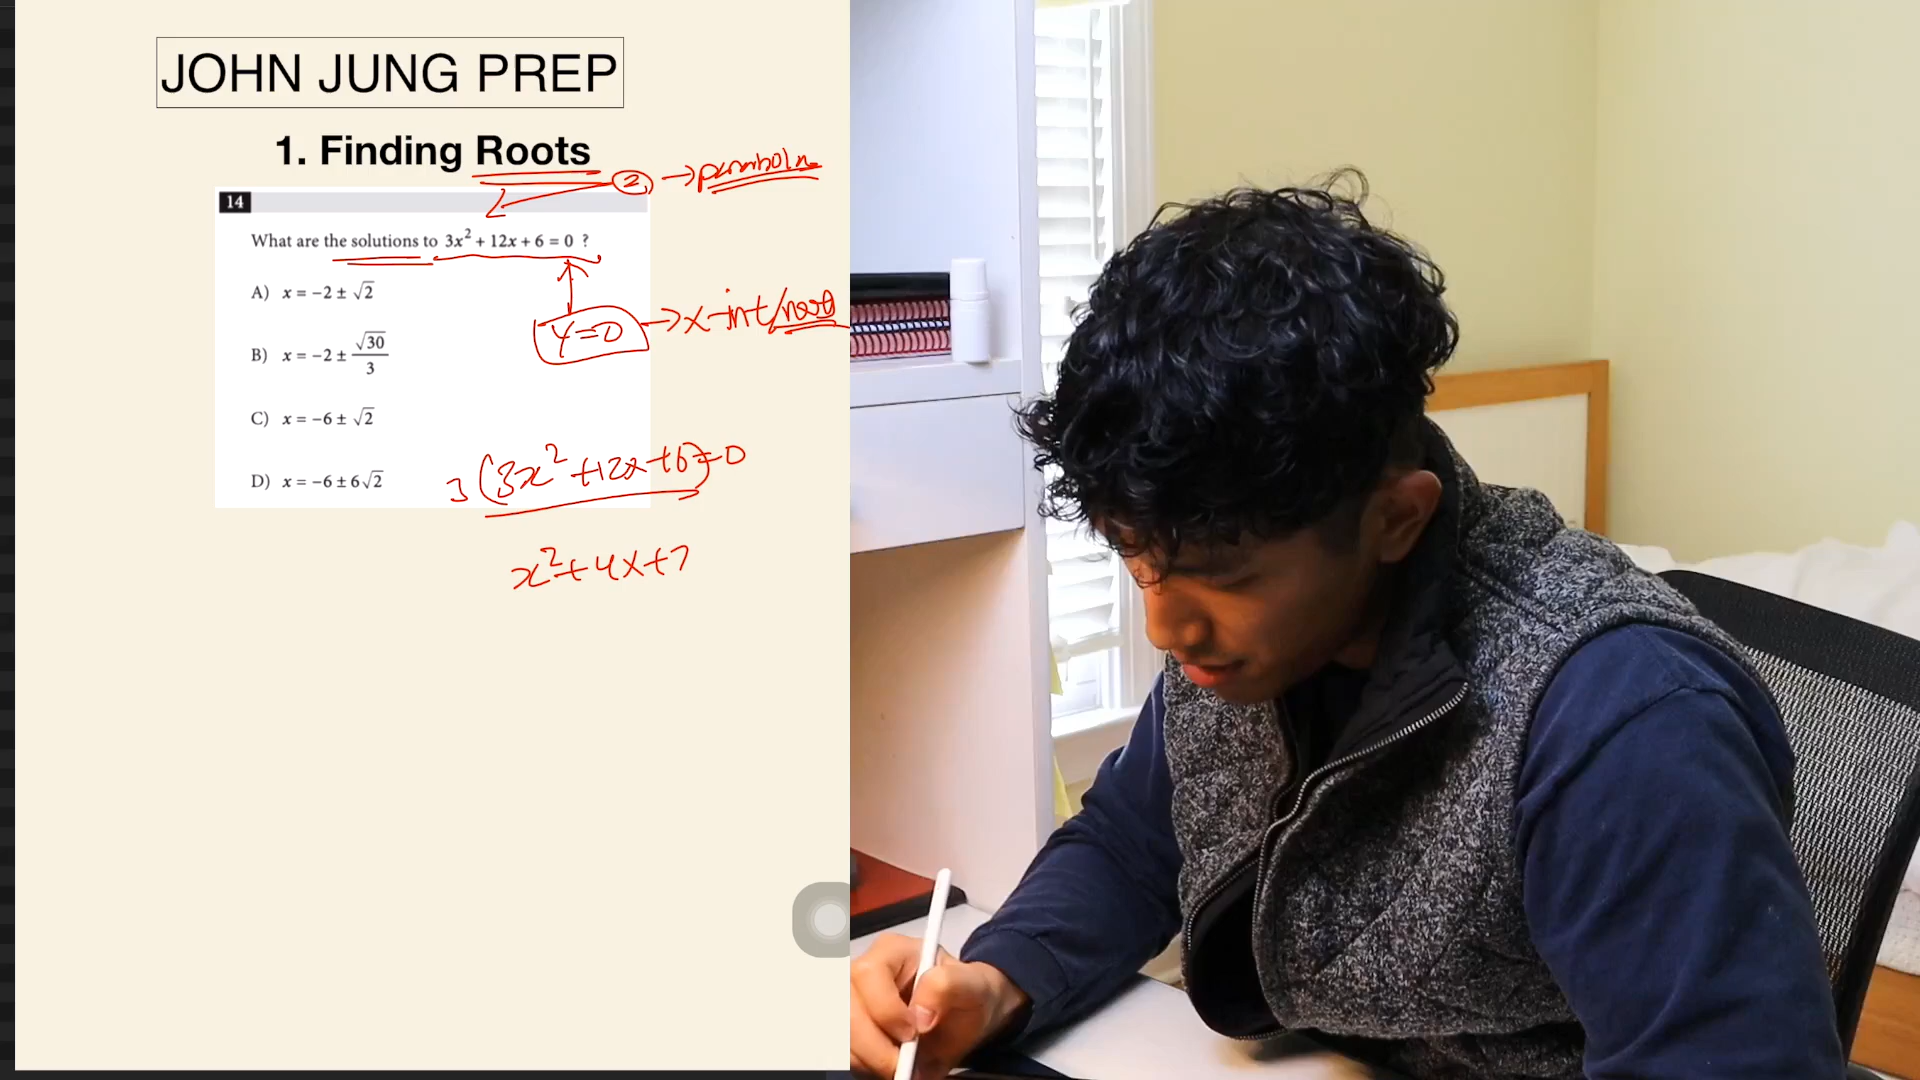 JOHN JUNG PREP
1. Finding Roots
2 → parabola
14
What are the solutions to 3x² + 12x + 6 = 0 ?
A) x = −2 ± √2
y=0 → x-int/root
B) x = −2 ± √30/3
C) x = −6 ± √2
3(3x²+12x+6)=0
D) x = −6 ± 6√2
x²+4x+2